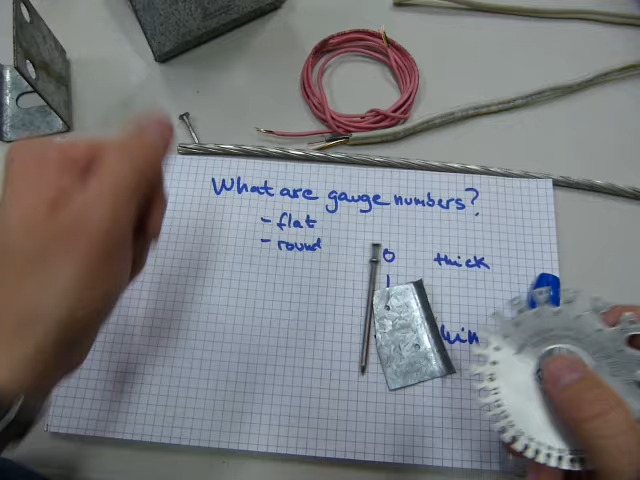 What are gauge numbers?
- flat
- round
0 thick
1